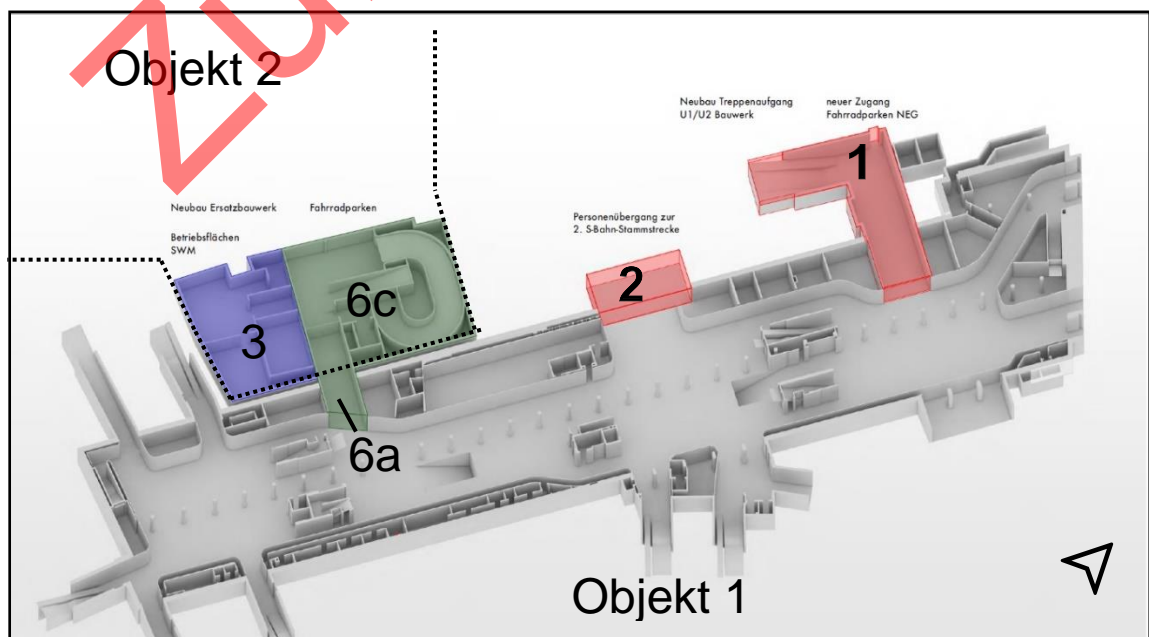 Zu
Objekt 2
Neubau Treppenaufgang
U1/U2 Bauwerk
neuer Zugang
Fahrradparken NEG
1
Neubau Ersatzbauwerk
Fahrradparken
Betriebsflächen
SWM
Personenübergang zur
2. S-Bahn-Stammstrecke
2
6c
3
6a
Objekt 1